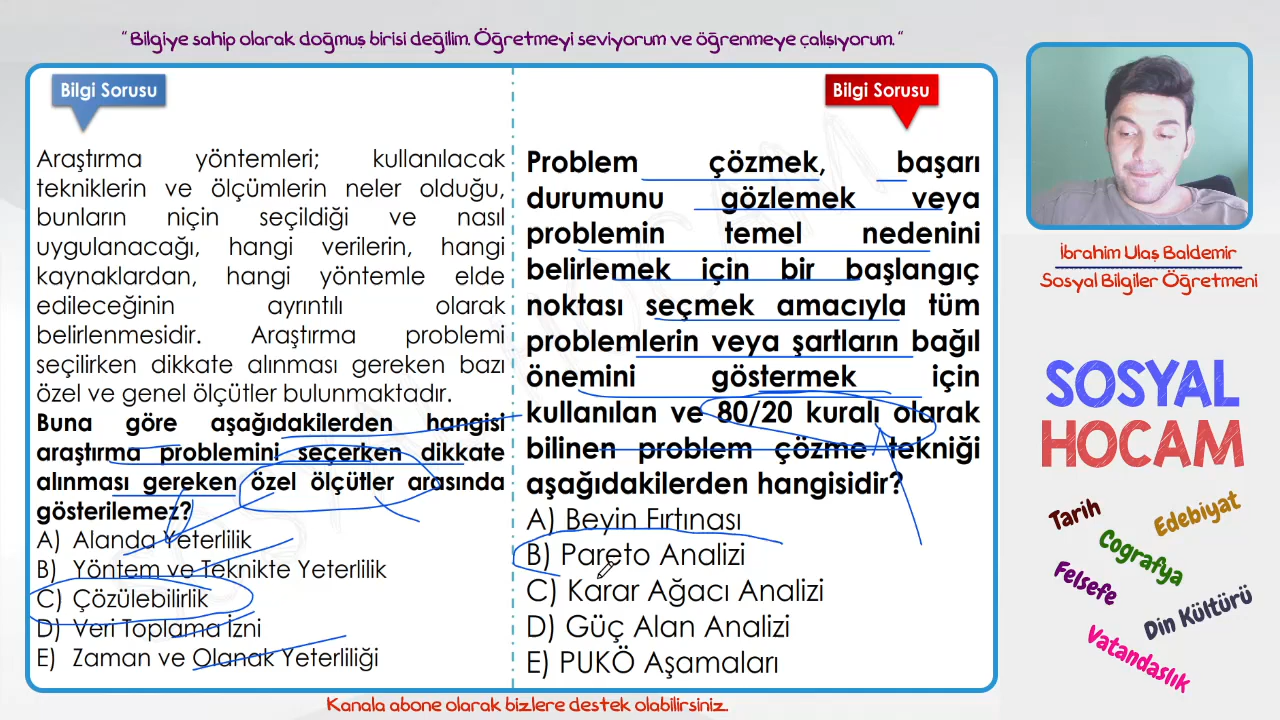 " Bilgiye sahip olarak doğmuş birisi değilim. Öğretmeyi seviyorum ve öğrenmeye çalışıyorum. "
Bilgi Sorusu
Araştırma yöntemleri; kullanılacak
tekniklerin ve ölçümlerin neler olduğu,
bunların niçin seçildiği ve nasıl
uygulanacağı, hangi verilerin, hangi
kaynaklardan, hangi yöntemle elde
edileceğinin ayrıntılı olarak
belirlenmesidir. Araştırma problemi
seçilirken dikkate alınması gereken bazı
özel ve genel ölçütler bulunmaktadır.
Buna göre aşağıdakilerden hangisi
araştırma problemini seçerken dikkate
alınması gereken özel ölçütler arasında
gösterilemez?
A) Alanda Yeterlilik
B) Yöntem ve Teknikte Yeterlilik
C) Çözülebilirlik
D) Veri Toplama İzni
E) Zaman ve Olanak Yeterliliği
Bilgi Sorusu
Problem çözmek, başarı
durumunu gözlemek veya
problemin temel nedenini
belirlemek için bir başlangıç
noktası seçmek amacıyla tüm
problemlerin veya şartların bağıl
önemini göstermek için
kullanılan ve 80/20 kuralı olarak
bilinen problem çözme tekniği
aşağıdakilerden hangisidir?
A) Beyin Fırtınası
B) Pareto Analizi
C) Karar Ağacı Analizi
D) Güç Alan Analizi
E) PUKÖ Aşamaları
İbrahim Ulaş Baldemir
Sosyal Bilgiler Öğretmeni
SOSYAL
HOCAM
Tarih
Edebiyat
Coğrafya
Felsefe
Din Kültürü
Vatandaşlık
Kanala abone olarak bizlere destek olabilirsiniz.